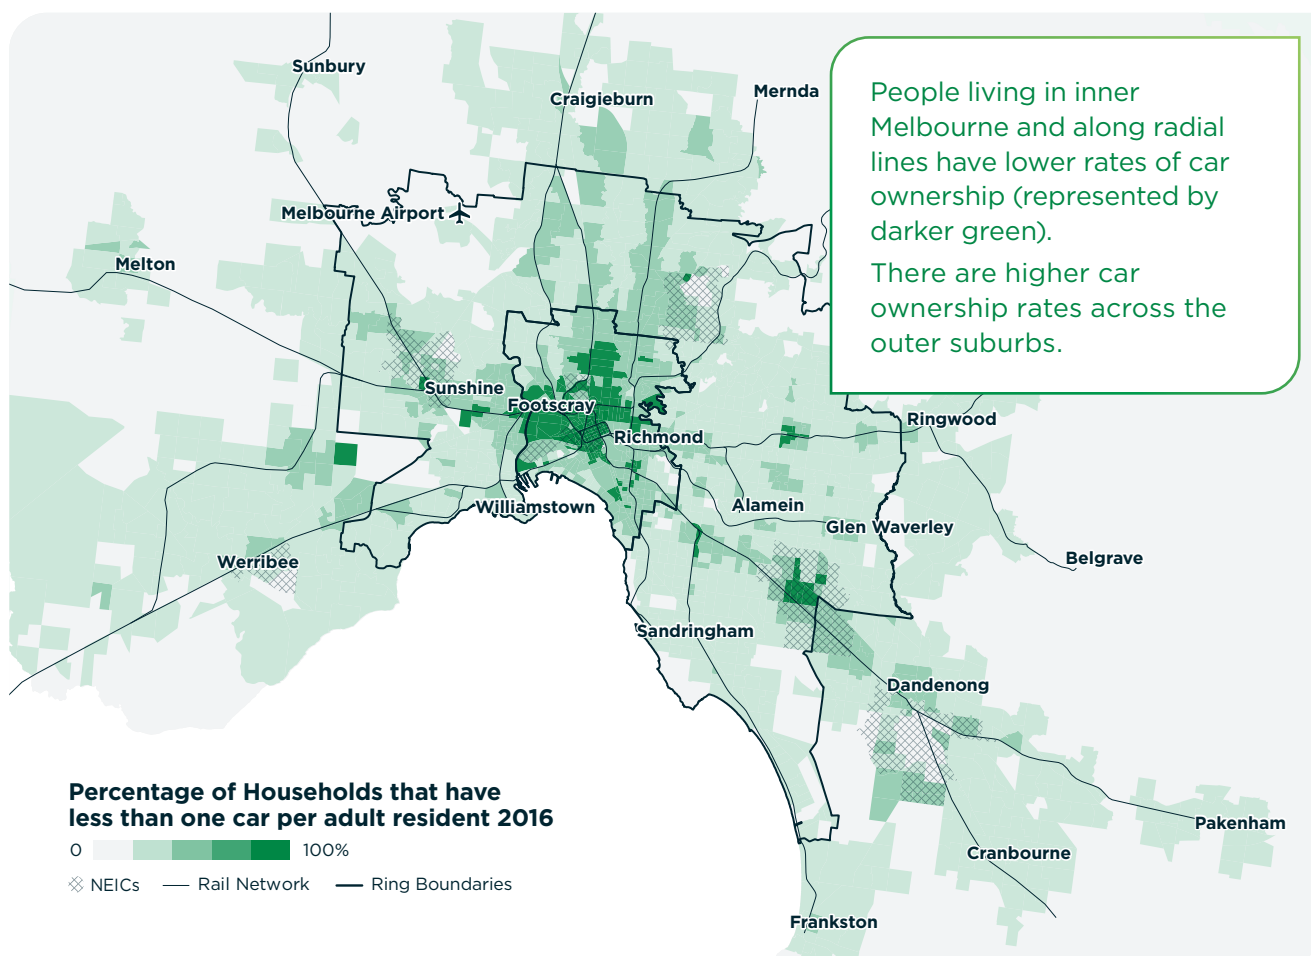 Sunbury
Craigieburn
Mernda
People living in inner
Melbourne and along radial
lines have lower rates of car
ownership (represented by
darker green).
There are higher car
ownership rates across the
outer suburbs.
Melbourne Airport
Melton
Sunshine
Footscray
Richmond
Ringwood
Williamstown
Alamein
Glen Waverley
Werribee
Belgrave
Sandringham
Dandenong
Percentage of Households that have
less than one car per adult resident 2016
0 100%
NEICs Rail Network Ring Boundaries
Pakenham
Cranbourne
Frankston